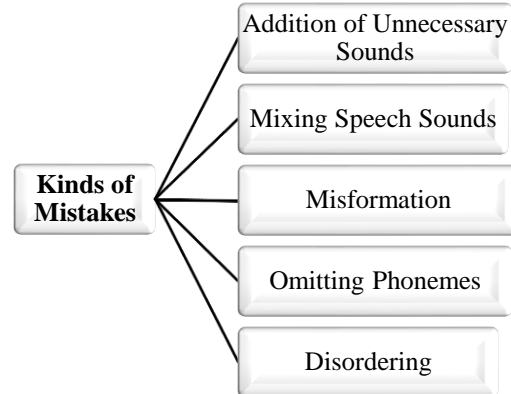 Kinds of
Mistakes
Addition of Unnecessary
Sounds
Mixing Speech Sounds
Misformation
Omitting Phonemes
Disordering